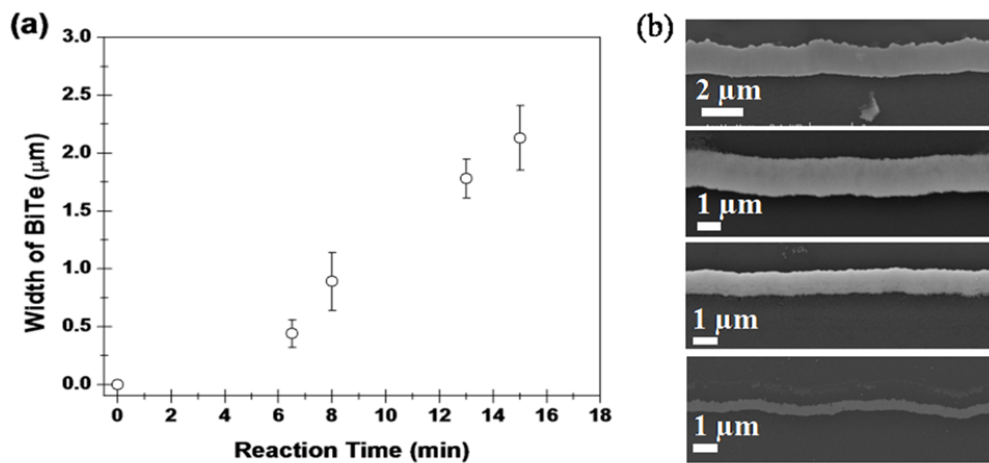 (a)
3.0
2.5
2.0
1.5
1.0
0.5
0.0
Width of BiTe (μm)
0 2 4 6 8 10 12 14 16 18
Reaction Time (min)
(b)
2 μm
1 μm
1 μm
1 μm